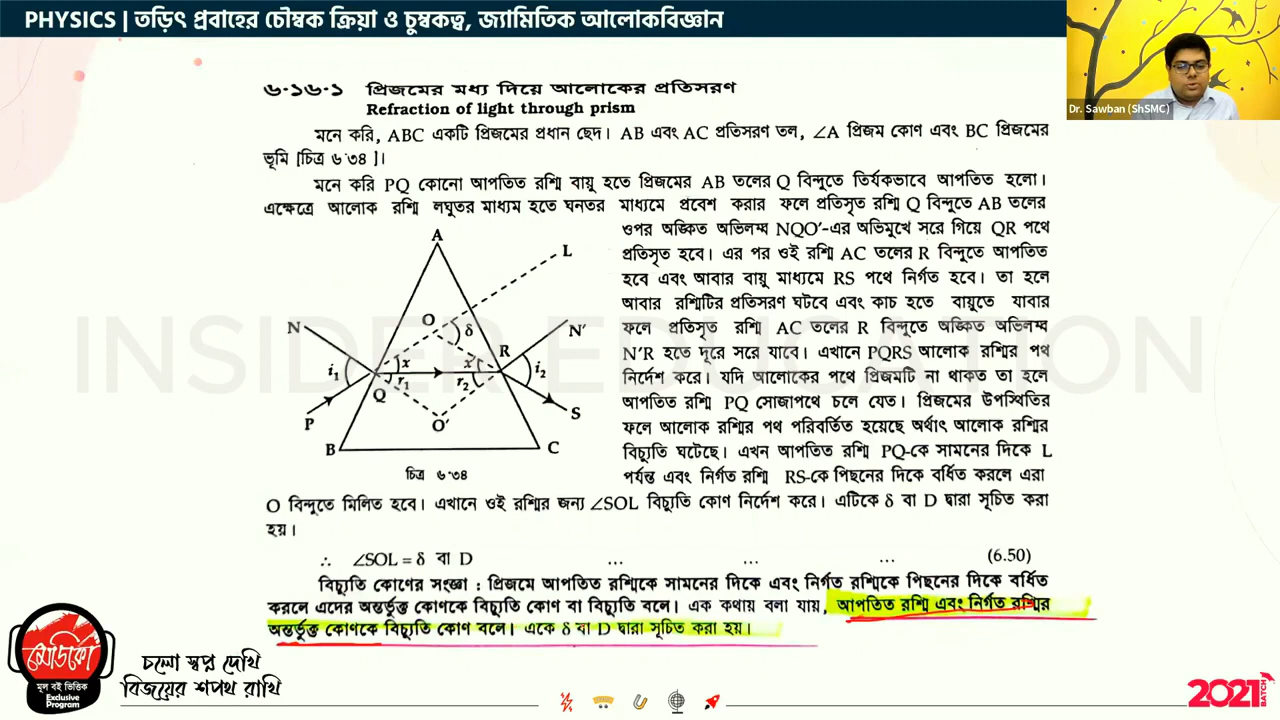 PHYSICS | তড়িৎ প্রবাহের চৌম্বক ক্রিয়া ও চুম্বকত্ব, জ্যামিতিক আলোকবিজ্ঞান
Dr. Sawban (ShSMC)
৬·১৬·১ প্রিজমের মধ্য দিয়ে আলোকের প্রতিসরণ
Refraction of light through prism
মনে করি, ABC একটি প্রিজমের প্রধান ছেদ। AB এবং AC প্রতিসরণ তল, ∠A প্রিজম কোণ এবং BC প্রিজমের
ভূমি [চিত্র ৬·৩৪]।
মনে করি PQ কোনো আপতিত রশ্মি বায়ু হতে প্রিজমের AB তলের Q বিন্দুতে তির্যকভাবে আপতিত হলো।
এক্ষেত্রে আলোক রশ্মি লঘুতর মাধ্যম হতে ঘনতর মাধ্যমে প্রবেশ করার ফলে প্রতিসৃত রশ্মি Q বিন্দুতে AB তলের
ওপর অঙ্কিত অভিলম্ব NQO′-এর অভিমুখে সরে গিয়ে QR পথে
প্রতিসৃত হবে। এর পর ওই রশ্মি AC তলের R বিন্দুতে আপতিত
হবে এবং আবার বায়ু মাধ্যমে RS পথে নির্গত হবে। তা হলে
আবার রশ্মিটির প্রতিসরণ ঘটবে এবং কাচ হতে বায়ুতে যাবার
ফলে প্রতিসৃত রশ্মি AC তলের R বিন্দুতে অঙ্কিত অভিলম্ব
N′R হতে দূরে সরে যাবে। এখানে PQRS আলোক রশ্মির পথ
নির্দেশ করে। যদি আলোকের পথে প্রিজমটি না থাকত তা হলে
আপতিত রশ্মি PQ সোজাপথে চলে যেত। প্রিজমের উপস্থিতির
ফলে আলোক রশ্মির পথ পরিবর্তিত হয়েছে অর্থাৎ আলোক রশ্মির
বিচ্যুতি ঘটেছে। এখন আপতিত রশ্মি PQ-কে সামনের দিকে L
পর্যন্ত এবং নির্গত রশ্মি RS-কে পিছনের দিকে বর্ধিত করলে এরা
A
L
O
δ
N
N′
R
i₁
x
x
i₂
r₁
r₂
Q
P
S
O′
B
C
চিত্র ৬·৩৪
O বিন্দুতে মিলিত হবে। এখানে ওই রশ্মির জন্য ∠SOL বিচ্যুতি কোণ নির্দেশ করে। এটিকে δ বা D দ্বারা সূচিত করা
হয়।
∴ ∠SOL = δ বা D ... ... ... (6.50)
বিচ্যুতি কোণের সংজ্ঞা : প্রিজমে আপতিত রশ্মিকে সামনের দিকে এবং নির্গত রশ্মিকে পিছনের দিকে বর্ধিত
করলে এদের অন্তর্ভুক্ত কোণকে বিচ্যুতি কোণ বা বিচ্যুতি বলে। এক কথায় বলা যায়, আপতিত রশ্মি এবং নির্গত রশ্মির
অন্তর্ভুক্ত কোণকে বিচ্যুতি কোণ বলে। একে δ বা D দ্বারা সূচিত করা হয়।
INSIDER EDUCATION
মেডিকো
মূল বই ভিত্তিক
Exclusive
Program
চলো স্বপ্ন দেখি
বিজয়ের শপথ রাখি
2021
BATCH